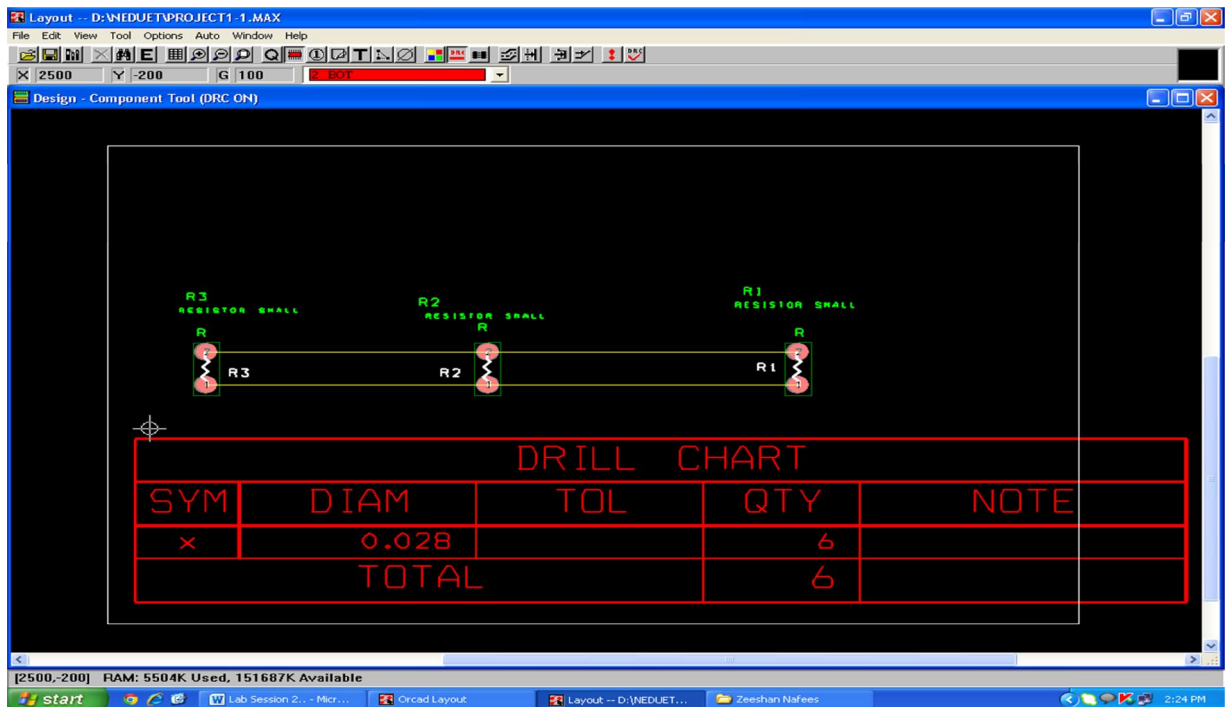 Layout -- D:\NEDUET\PROJECT1-1.MAX
File Edit View Tool Options Auto Window Help
X 2500 Y -200 G 100 2 BOT
Design - Component Tool (DRC ON)
R3
RESISTOR SMALL
R
R3
R2
RESISTOR SMALL
R
R2
R1
RESISTOR SMALL
R
R1
DRILL CHART
SYM DIAM TOL QTY NOTE
x 0.028 6
TOTAL 6
[2500,-200] RAM: 5504K Used, 151687K Available
start Lab Session 2.. - Micr... Orcad Layout Layout -- D:\NEDUET... Zeeshan Nafees 2:24 PM